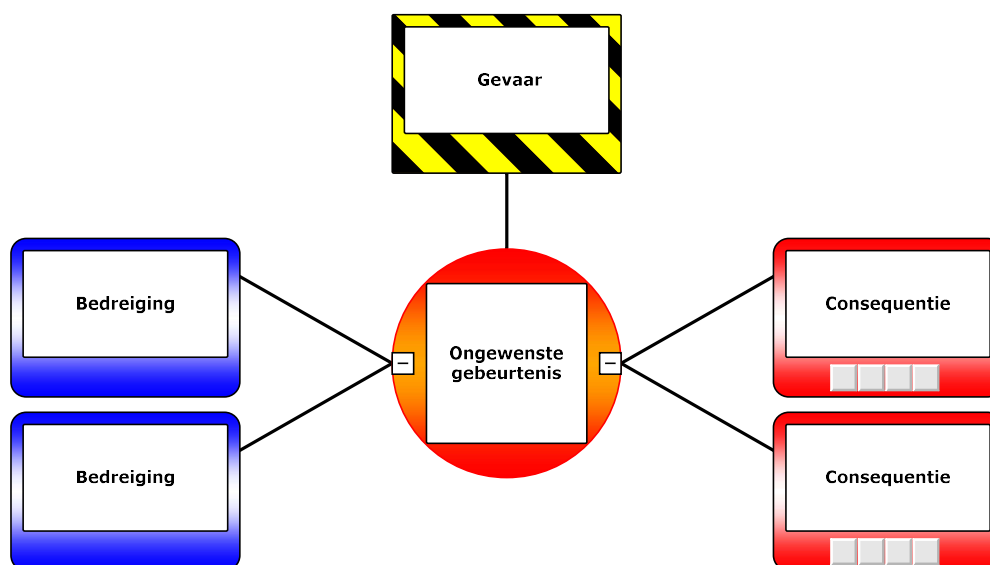 Gevaar
Bedreiging
Ongewenste
gebeurtenis
Consequentie
Bedreiging
Consequentie